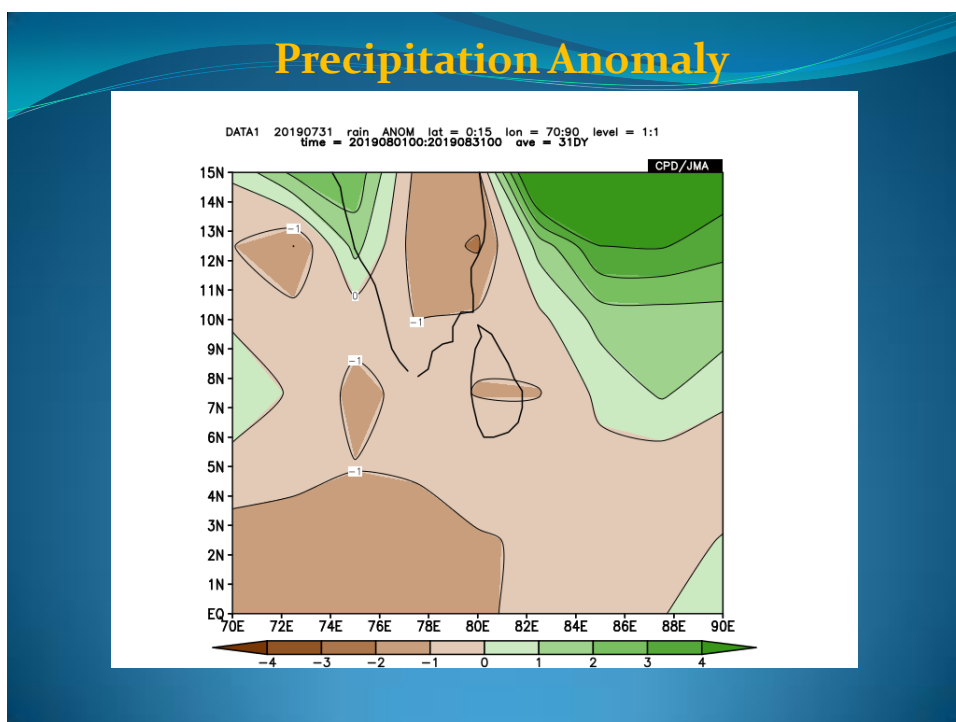 Precipitation Anomaly
DATA1 20190731 rain ANOM lat = 0:15 lon = 70:90 level = 1:1
time = 2019080100:2019083100 ave = 31DY
CPD/JMA
15N
14N
13N
12N
11N
10N
9N
8N
7N
6N
5N
4N
3N
2N
1N
EQ
-1
0
-1
-1
-1
70E 72E 74E 76E 78E 80E 82E 84E 86E 88E 90E
-4 -3 -2 -1 0 1 2 3 4